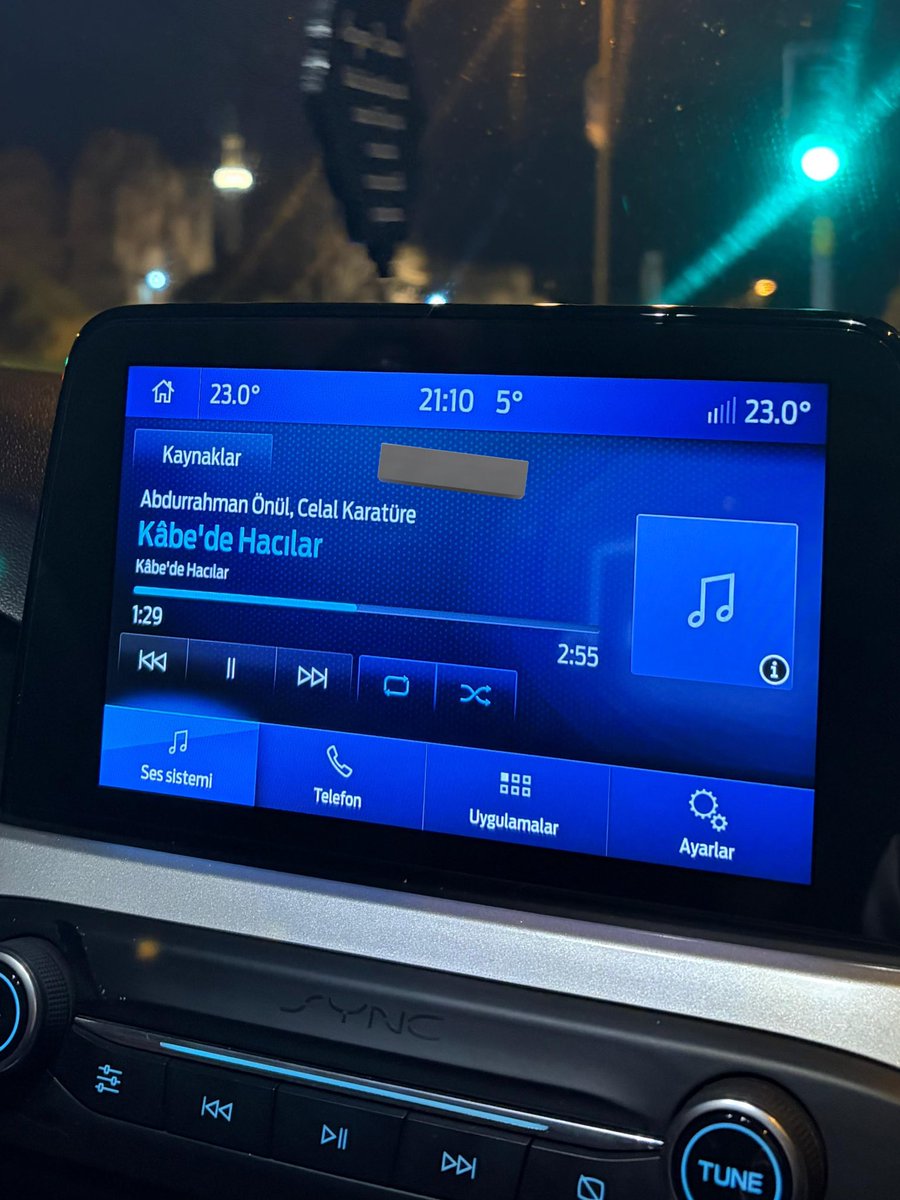 23.0° 21:10 5° 23.0°
Kaynaklar
Abdurrahman Önül, Celal Karatüre
Kâbe'de Hacılar
Kâbe'de Hacılar
1:29
2:55
Ses sistemi Telefon Uygulamalar Ayarlar
SYNC
TUNE